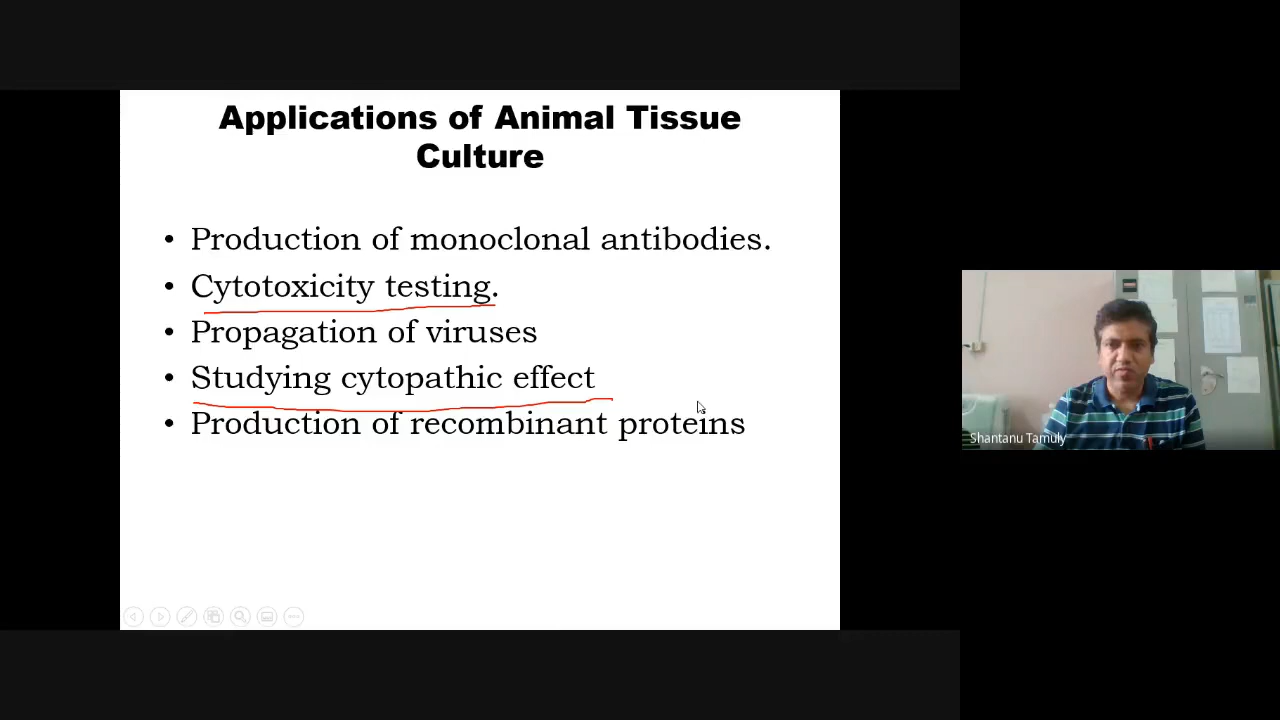 Applications of Animal Tissue
Culture
• Production of monoclonal antibodies.
• Cytotoxicity testing.
• Propagation of viruses
• Studying cytopathic effect
• Production of recombinant proteins
Shantanu Tamuly